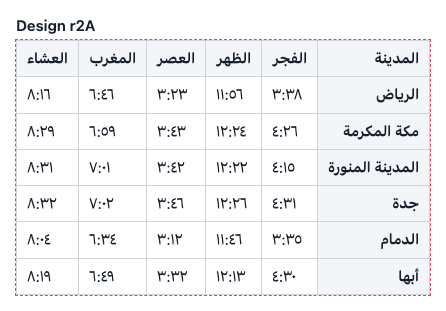 Design r2A
المدينة الفجر الظهر العصر المغرب العشاء
الرياض ٣:٣٨ ١١:٥٦ ٣:٢٣ ٦:٤٦ ٨:١٦
مكة المكرمة ٤:٢٦ ١٢:٢٤ ٣:٤٣ ٦:٥٩ ٨:٢٩
المدينة المنورة ٤:١٥ ١٢:٢٢ ٣:٤٢ ٧:٠١ ٨:٣١
جدة ٤:٣١ ١٢:٢٦ ٣:٤٦ ٧:٠٢ ٨:٣٢
الدمام ٣:٣٥ ١١:٤٦ ٣:١٢ ٦:٣٤ ٨:٠٤
أبها ٤:٣٠ ١٢:١٣ ٣:٣٢ ٦:٤٩ ٨:١٩